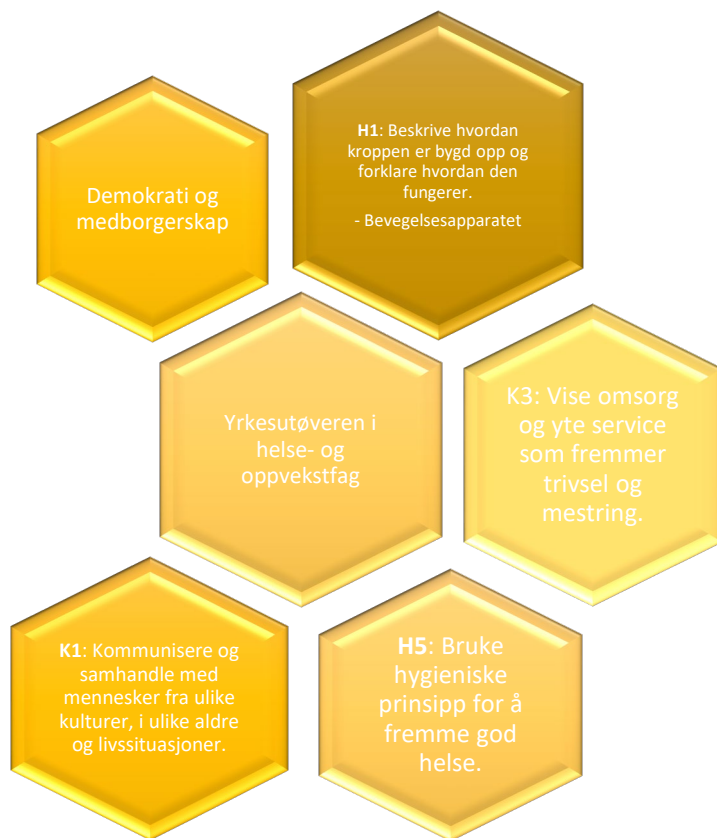 Demokrati og
medborgerskap
H1: Beskrive hvordan
kroppen er bygd opp og
forklare hvordan den
fungerer.
- Bevegelsesapparatet
Yrkesutøveren i
helse- og
oppvekstfag
K3: Vise omsorg
og yte service
som fremmer
trivsel og
mestring.
K1: Kommunisere og
samhandle med
mennesker fra ulike
kulturer, i ulike aldre
og livssituasjoner.
H5: Bruke
hygieniske
prinsipp for å
fremme god
helse.